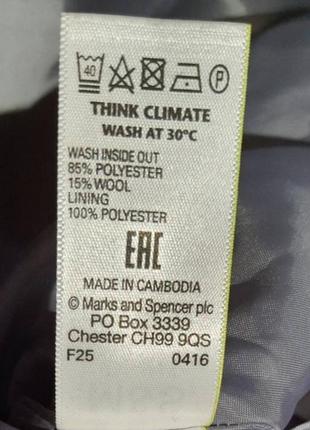 40 P
THINK CLIMATE
WASH AT 30°C
WASH INSIDE OUT
85% POLYESTER
15% WOOL
LINING
100% POLYESTER
EAC
MADE IN CAMBODIA
© Marks and Spencer plc
PO Box 3339
Chester CH99 9QS
F25 0416